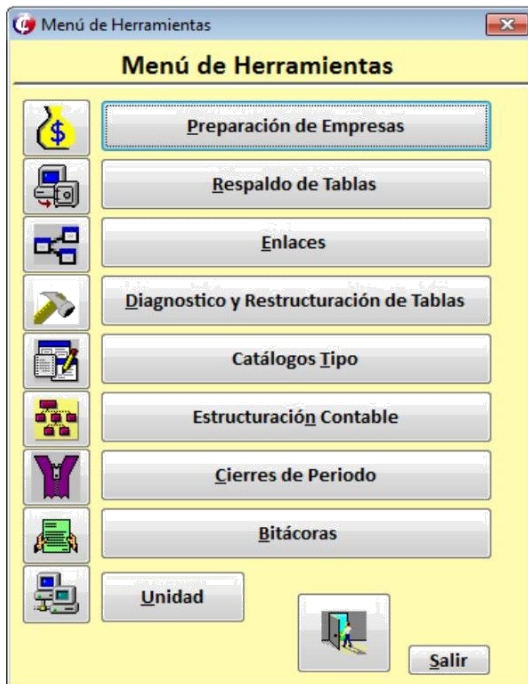 Menú de Herramientas
Menú de Herramientas
Preparación de Empresas
Respaldo de Tablas
Enlaces
Diagnostico y Restructuración de Tablas
Catálogos Tipo
Estructuración Contable
Cierres de Periodo
Bitácoras
Unidad
Salir